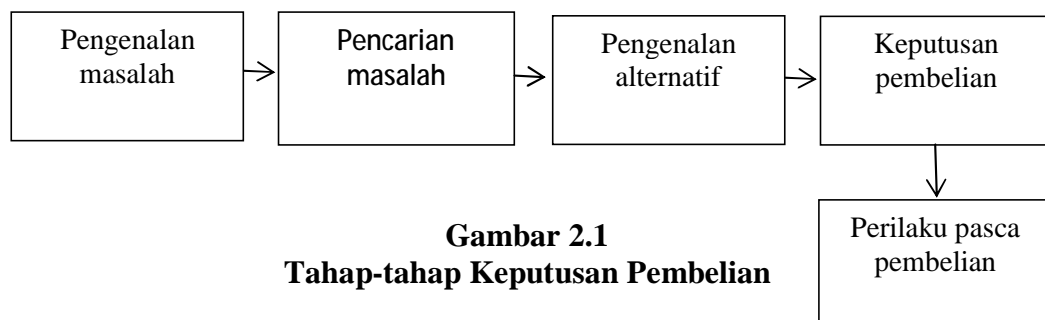 Pengenalan
masalah
Pencarian
masalah
Pengenalan
alternatif
Keputusan
pembelian
Perilaku pasca
pembelian
Gambar 2.1
Tahap-tahap Keputusan Pembelian